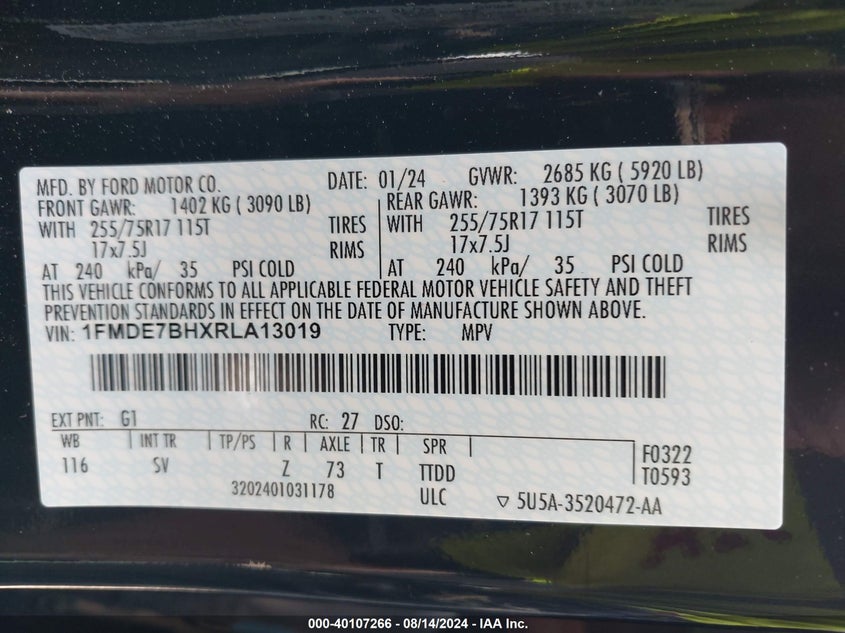 MFD. BY FORD MOTOR CO. DATE: 01/24 GVWR: 2685 KG ( 5920 LB)
FRONT GAWR: 1402 KG ( 3090 LB) REAR GAWR: 1393 KG ( 3070 LB)
WITH 255/75R17 115T TIRES WITH 255/75R17 115T TIRES
17x7.5J RIMS 17x7.5J RIMS
AT 240 kPa/ 35 PSI COLD AT 240 kPa/ 35 PSI COLD
THIS VEHICLE CONFORMS TO ALL APPLICABLE FEDERAL MOTOR VEHICLE SAFETY AND THEFT
PREVENTION STANDARDS IN EFFECT ON THE DATE OF MANUFACTURE SHOWN ABOVE.
VIN: 1FMDE7BHXRLA13019 TYPE: MPV
EXT PNT: G1 RC: 27 DSO:
WB INT TR TP/PS R AXLE TR SPR F0322
116 SV Z 73 T TTDD T0593
3202401031178 ULC ▽ 5U5A-3520472-AA
000-40107266 - 08/14/2024 - IAA Inc.